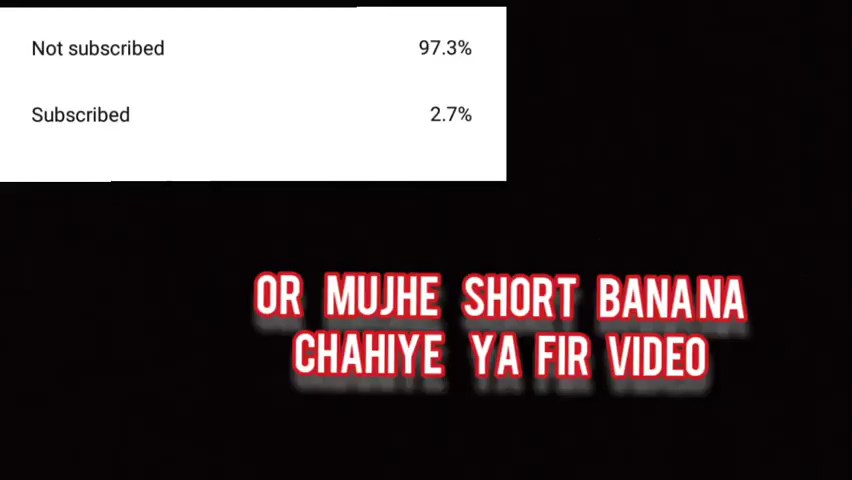 Not subscribed 97.3%
Subscribed 2.7%
OR MUJHE SHORT BANANA
CHAHIYE YA FIR VIDEO